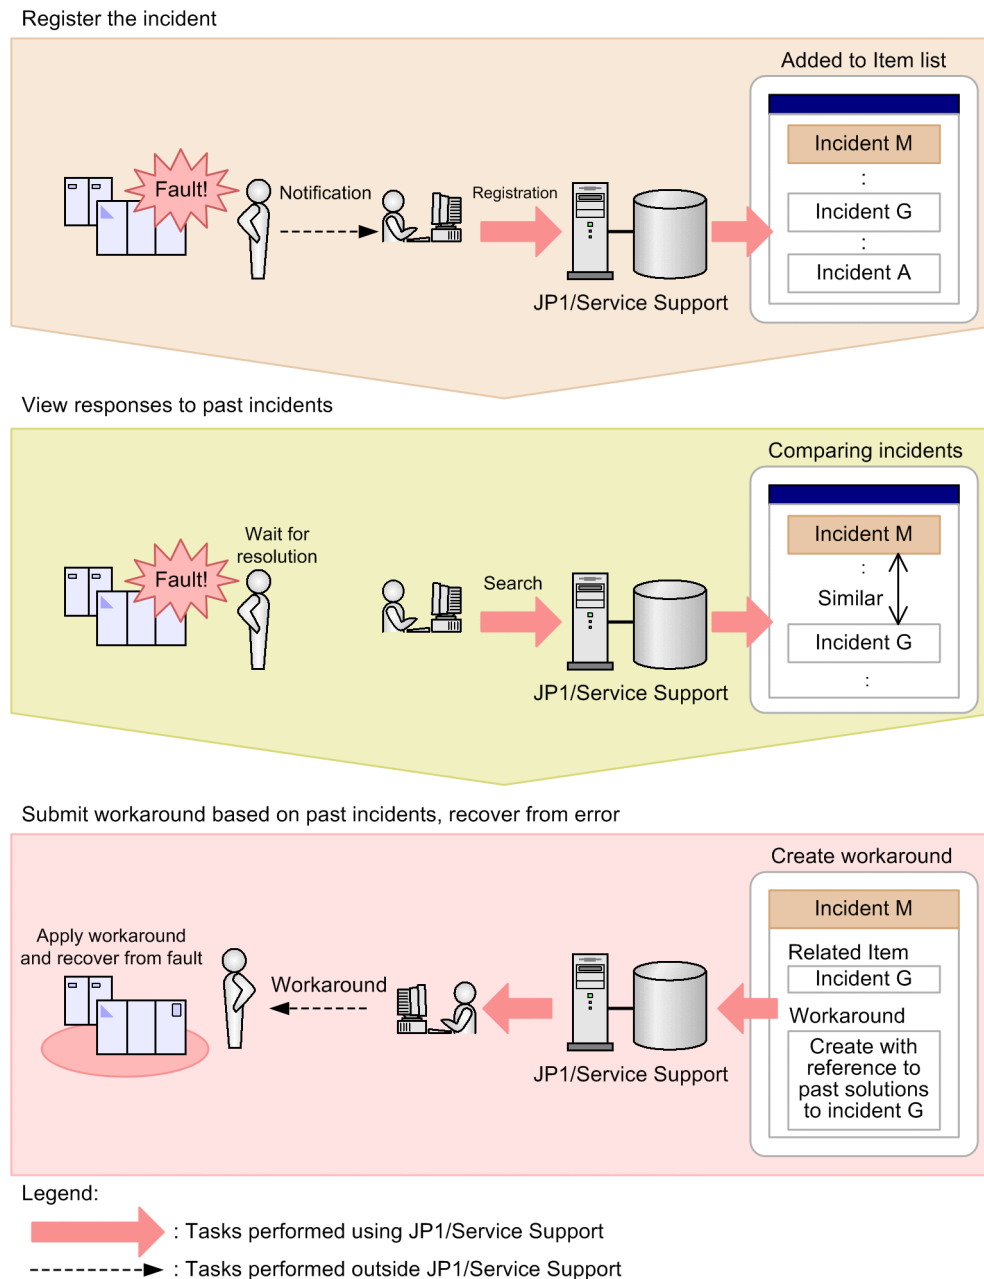 Register the incident
Added to Item list
Incident M
:
Incident G
:
Incident A
Fault!
Notification
Registration
JP1/Service Support
View responses to past incidents
Comparing incidents
Incident M
:
Similar
Incident G
:
Fault!
Wait for
resolution
Search
JP1/Service Support
Submit workaround based on past incidents, recover from error
Create workaround
Incident M
Related Item
Incident G
Workaround
Create with
reference to
past solutions
to incident G
Apply workaround
and recover from fault
Workaround
JP1/Service Support
Legend:
: Tasks performed using JP1/Service Support
: Tasks performed outside JP1/Service Support